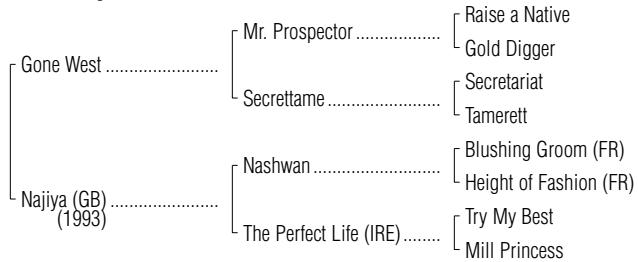 Raise a Native
Mr. Prospector ..................
Gold Digger
Gone West ........................
Secretariat
Secrettame ........................
Tamerett
Blushing Groom (FR)
Nashwan ...........................
Height of Fashion (FR)
Najiya (GB) .......................
(1993)
Try My Best
The Perfect Life (IRE) ........
Mill Princess